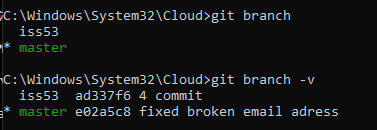 C:\Windows\System32\Cloud>git branch
  iss53
* master
C:\Windows\System32\Cloud>git branch -v
  iss53  ad337f6 4 commit
* master e02a5c8 fixed broken email adress